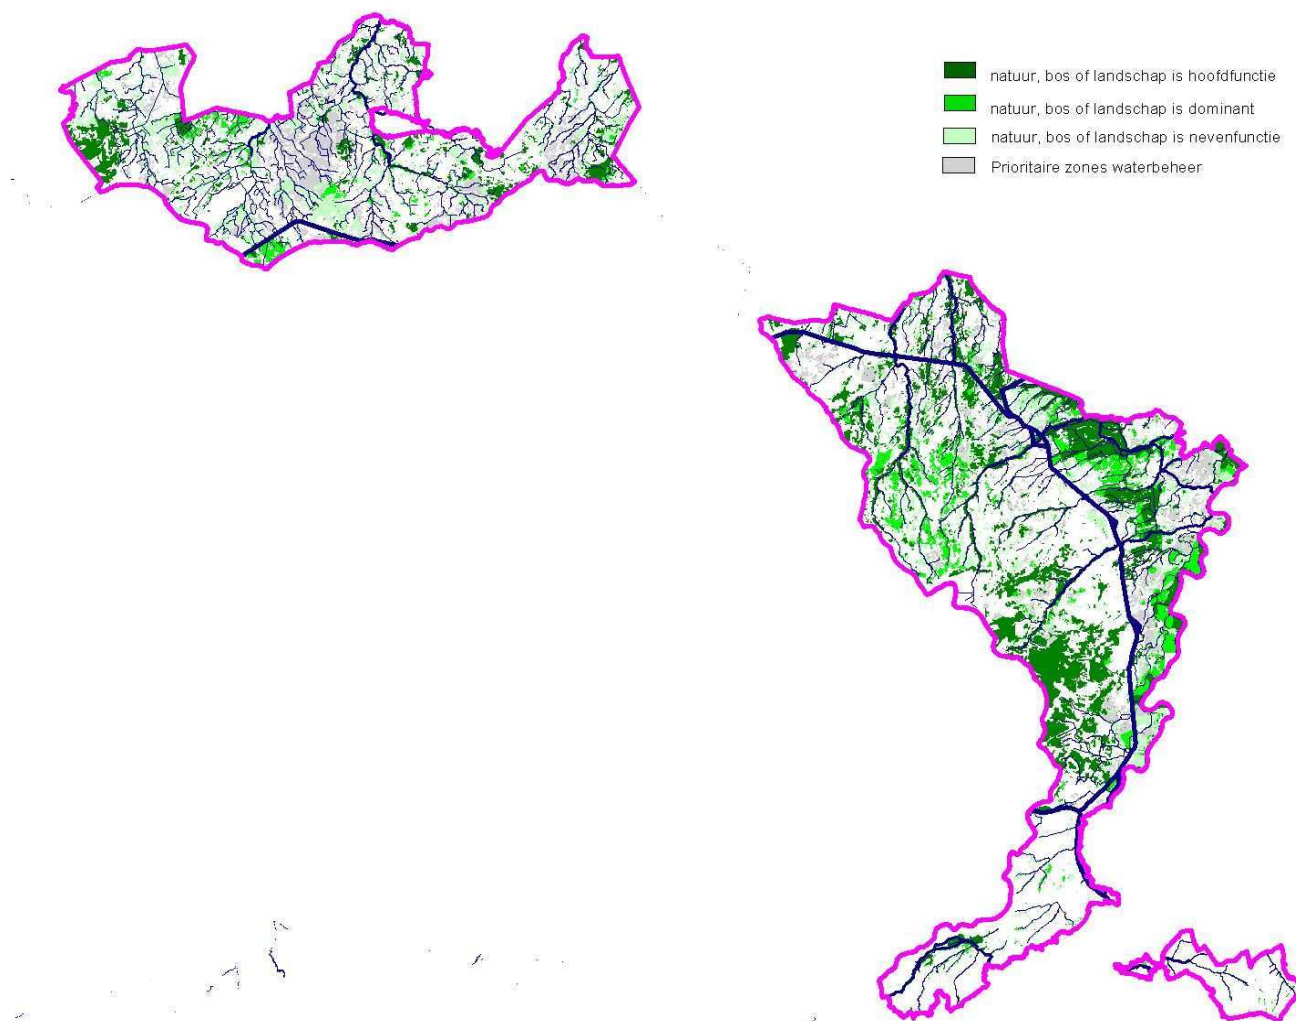 natuur, bos of landschap is hoofdfunctie
natuur, bos of landschap is dominant
natuur, bos of landschap is nevenfunctie
Prioritaire zones waterbeheer